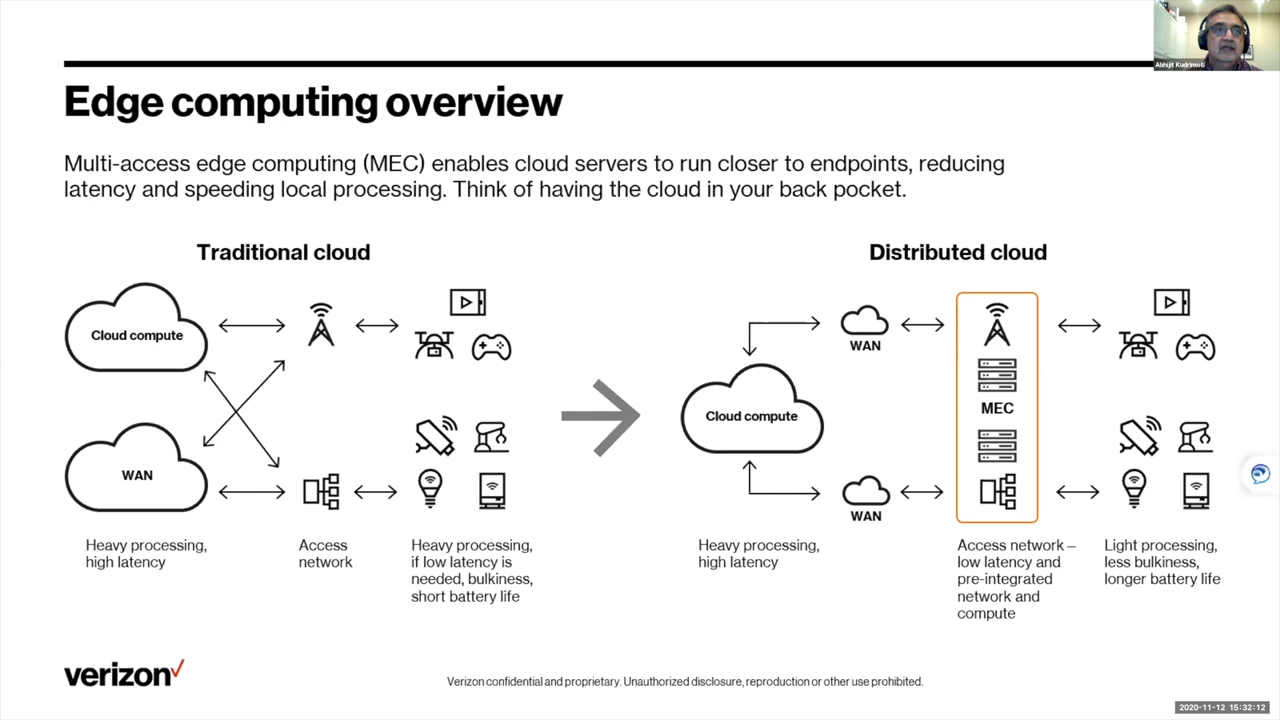 Abhijit Kudrimoti
Edge computing overview
Multi-access edge computing (MEC) enables cloud servers to run closer to endpoints, reducing
latency and speeding local processing. Think of having the cloud in your back pocket.
Traditional cloud
Cloud compute
WAN
Heavy processing,
high latency
Access
network
Heavy processing,
if low latency is
needed, bulkiness,
short battery life
Distributed cloud
Cloud compute
WAN
WAN
MEC
Heavy processing,
high latency
Access network –
low latency and
pre-integrated
network and
compute
Light processing,
less bulkiness,
longer battery life
verizon
Verizon confidential and proprietary. Unauthorized disclosure, reproduction or other use prohibited.
2020-11-12 15:32:12